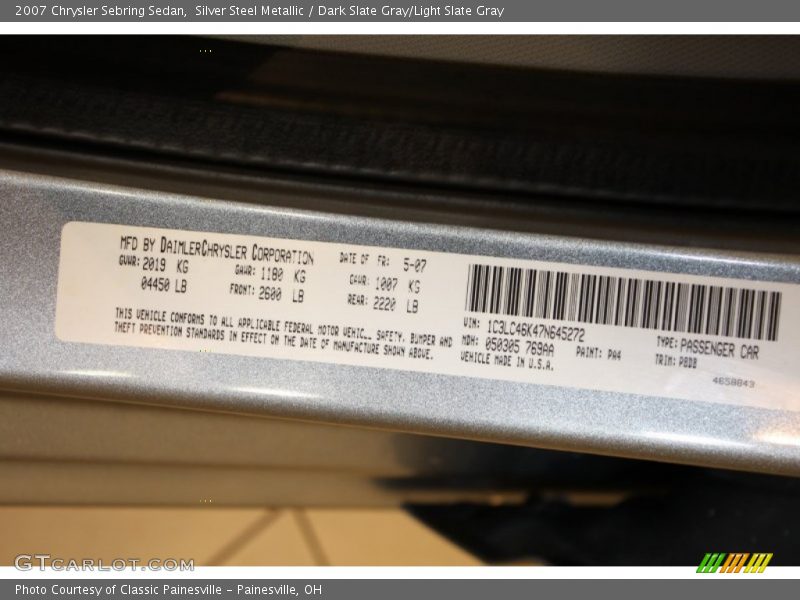 2007 Chrysler Sebring Sedan, Silver Steel Metallic / Dark Slate Gray/Light Slate Gray
MFD BY DAIMLERCHRYSLER CORPORATION DATE OF FR: 5-07
GVWR: 2019 KG GAWR: 1180 KG GAWR: 1007 KG
04450 LB FRONT: 2600 LB REAR: 2220 LB
THIS VEHICLE CONFORMS TO ALL APPLICABLE FEDERAL MOTOR VEHICLE SAFETY, BUMPER AND
THEFT PREVENTION STANDARDS IN EFFECT ON THE DATE OF MANUFACTURE SHOWN ABOVE.
VIN: 1C3LC46K47N645272 TYPE: PASSENGER CAR
MDH: 050305 769AA PAINT: PA4 TRIM:
VEHICLE MADE IN U.S.A.
4658843
GTCARLOT.COM
Photo Courtesy of Classic Painesville - Painesville, OH